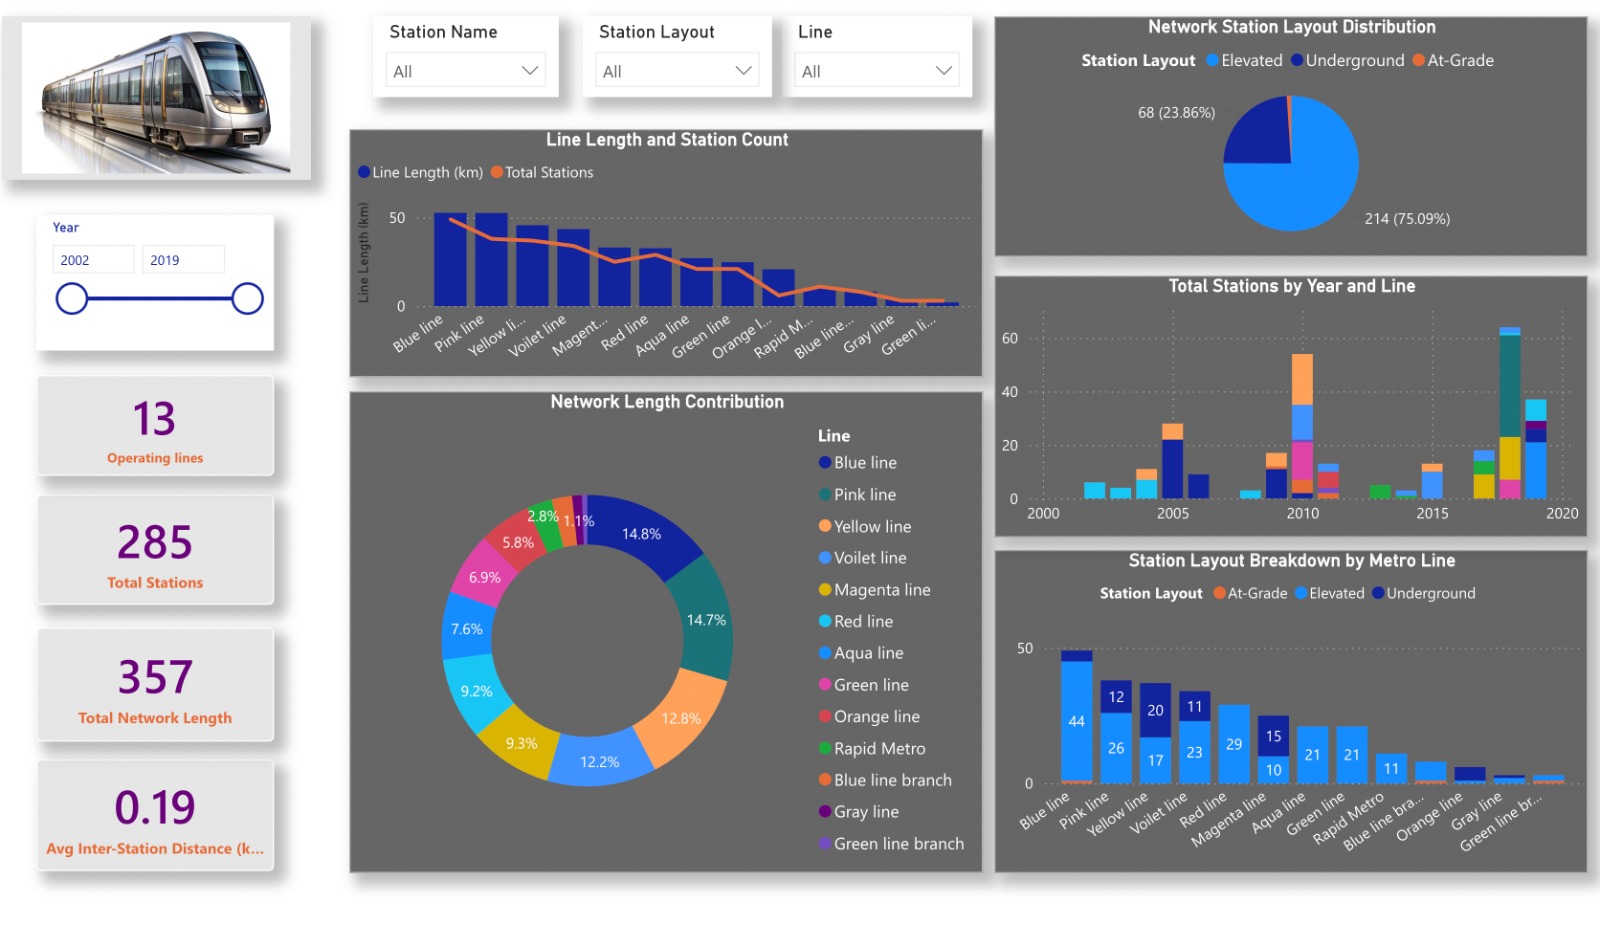 Station Name
All
Station Layout
All
Line
All
Year
2002
2019
13
Operating lines
285
Total Stations
357
Total Network Length
0.19
Avg Inter-Station Distance (k...
Line Length and Station Count
Line Length (km)
Total Stations
Line Length (km)
50
0
Blue line
Pink line
Yellow li...
Voilet line
Magent...
Red line
Aqua line
Green line
Orange l...
Rapid M...
Blue line...
Gray line
Green li...
Network Length Contribution
14.8%
14.7%
12.8%
12.2%
9.3%
9.2%
7.6%
6.9%
5.8%
2.8%
1.1%
Line
Blue line
Pink line
Yellow line
Voilet line
Magenta line
Red line
Aqua line
Green line
Orange line
Rapid Metro
Blue line branch
Gray line
Green line branch
Network Station Layout Distribution
Station Layout Elevated Underground At-Grade
68 (23.86%)
214 (75.09%)
Total Stations by Year and Line
60
40
20
0
2000 2005 2010 2015 2020
Station Layout Breakdown by Metro Line
Station Layout At-Grade Elevated Underground
50
0
44
12
26
20
17
11
23
29
15
10
21
21
11
Blue line
Pink line
Yellow line
Voilet line
Red line
Magenta line
Aqua line
Green line
Rapid Metro
Blue line bra...
Orange line
Gray line
Green line br...